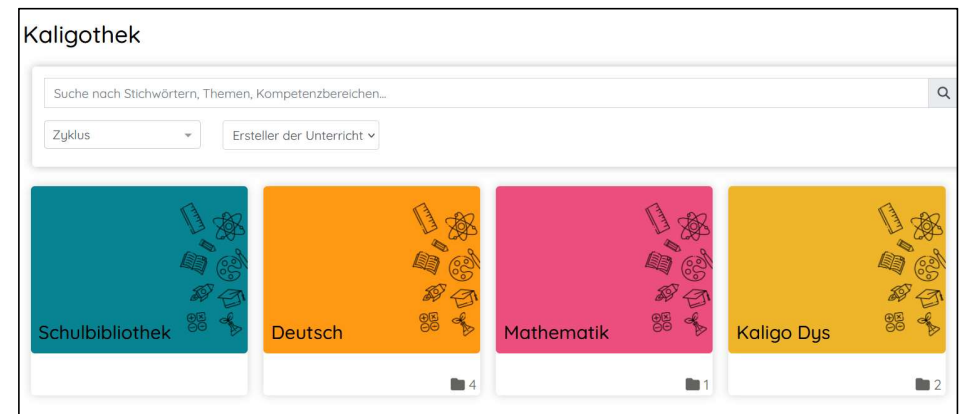 Kaligothek
Suche nach Stichwörtern, Themen, Kompetenzbereichen...
Zyklus
Ersteller der Unterricht
Schulbibliothek
Deutsch
Mathematik
Kaligo Dys
4
1
2